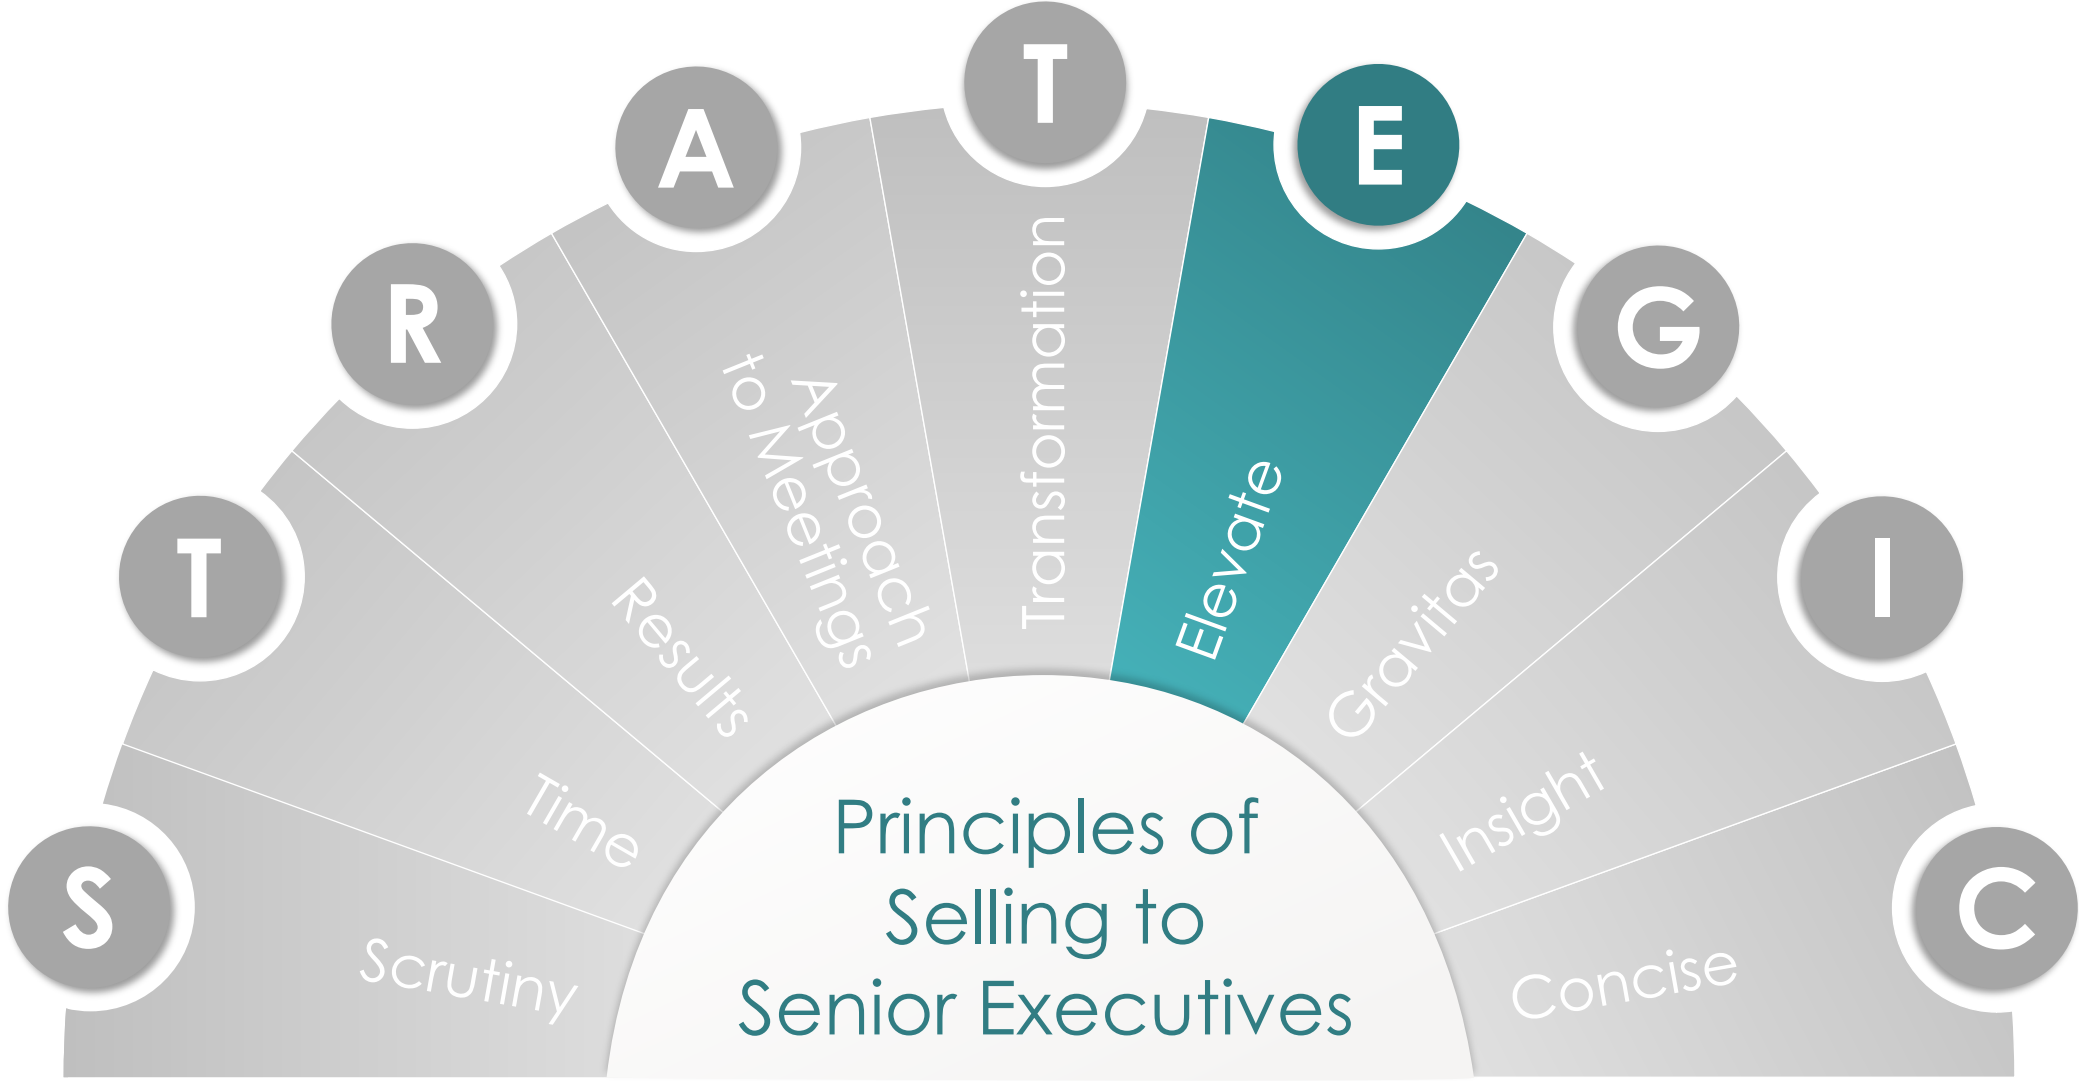 S
T
R
A
T
E
G
I
C
Scrutiny
Time
Results
Approach
to Meetings
Transformation
Elevate
Gravitas
Insight
Concise
Principles of
Selling to
Senior Executives